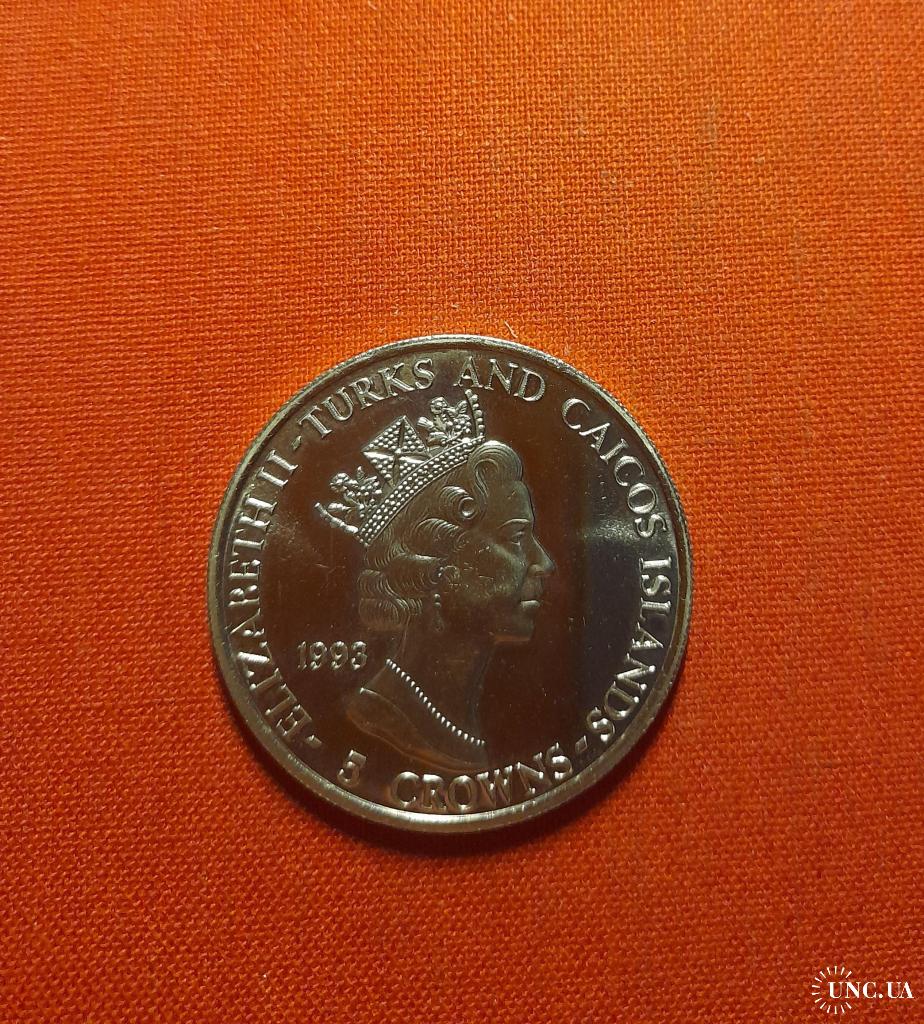 ELIZABETH II - TURKS AND CAICOS ISLANDS -
5 CROWNS -
1993
UNC.UA